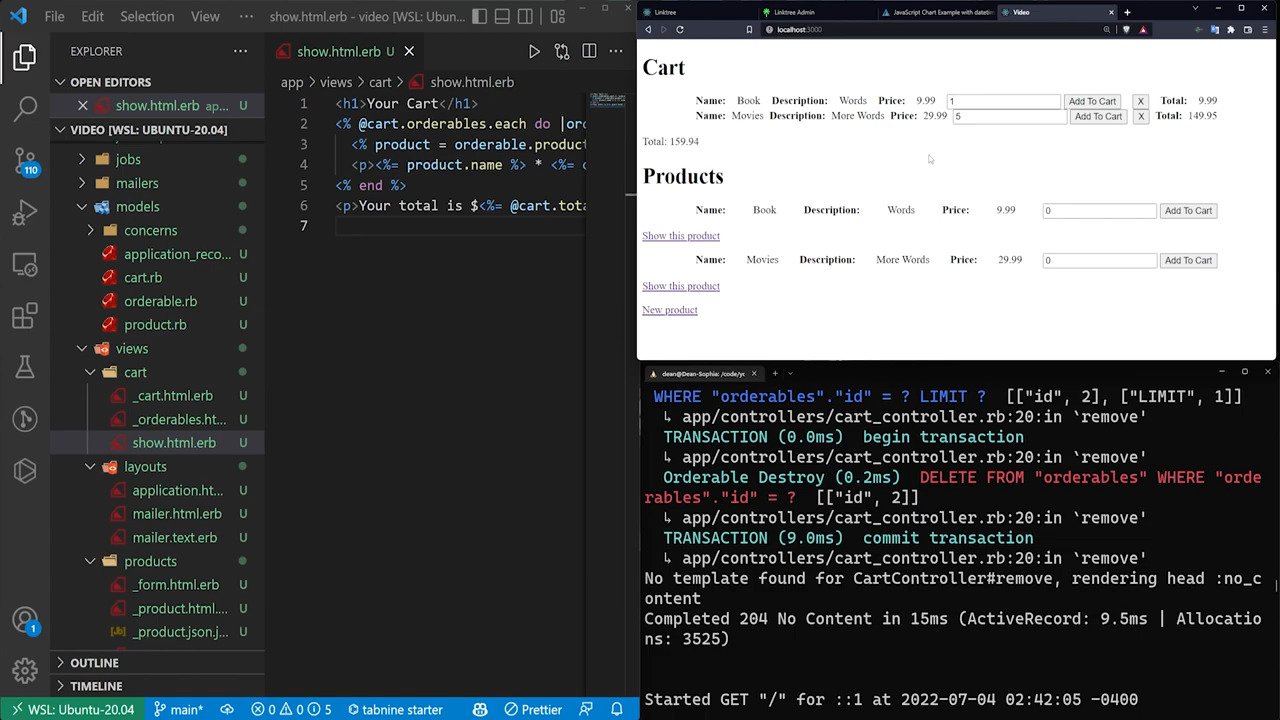 show.html.erb - video [WSL: Ubuntu-
EXPLORER
OPEN EDITORS
show.html.erb ap...
VIDEO [WSL: UBUNTU-20.04]
jobs
mailers
models
concerns
application_reco...
cart.rb
orderable.rb
product.rb
views
cart
_cart.html.erb U
_orderables.ht... U
show.html.erb U
layouts
application.ht... U
mailer.html.erb U
mailer.text.erb U
products
_form.html.erb U
_product.html... U
_product.json.j... U
OUTLINE
TIMELINE
110
1
show.html.erb U
app > views > cart > show.html.erb
1 <h1>Your Cart</h1>
2 <% @cart.orderables.each do |or
3 <% product = orderable.product
4 <p><%= product.name %> * <%= o
5 <% end %>
6 <p>Your total is $<%= @cart.tota
7
WSL: Ubuntu-20.04 main* 0 0 5 tabnine starter Prettier
Linktree
Linktree Admin
JavaScript Chart Example with datetim
Video
localhost:3000
Cart
Name: Book Description: Words Price: 9.99 1 Add To Cart X Total: 9.99
Name: Movies Description: More Words Price: 29.99 5 Add To Cart X Total: 149.95
Total: 159.94
Products
Name: Book Description: Words Price: 9.99 0 Add To Cart
Show this product
Name: Movies Description: More Words Price: 29.99 0 Add To Cart
Show this product
New product
dean@Dean-Sophia: /code/yo
WHERE "orderables"."id" = ? LIMIT ? [["id", 2], ["LIMIT", 1]]
↳ app/controllers/cart_controller.rb:20:in `remove'
TRANSACTION (0.0ms) begin transaction
↳ app/controllers/cart_controller.rb:20:in `remove'
Orderable Destroy (0.2ms) DELETE FROM "orderables" WHERE "orde
rables"."id" = ? [["id", 2]]
↳ app/controllers/cart_controller.rb:20:in `remove'
TRANSACTION (9.0ms) commit transaction
↳ app/controllers/cart_controller.rb:20:in `remove'
No template found for CartController#remove, rendering head :no_c
ontent
Completed 204 No Content in 15ms (ActiveRecord: 9.5ms | Allocatio
ns: 3525)
Started GET "/" for ::1 at 2022-07-04 02:42:05 -0400